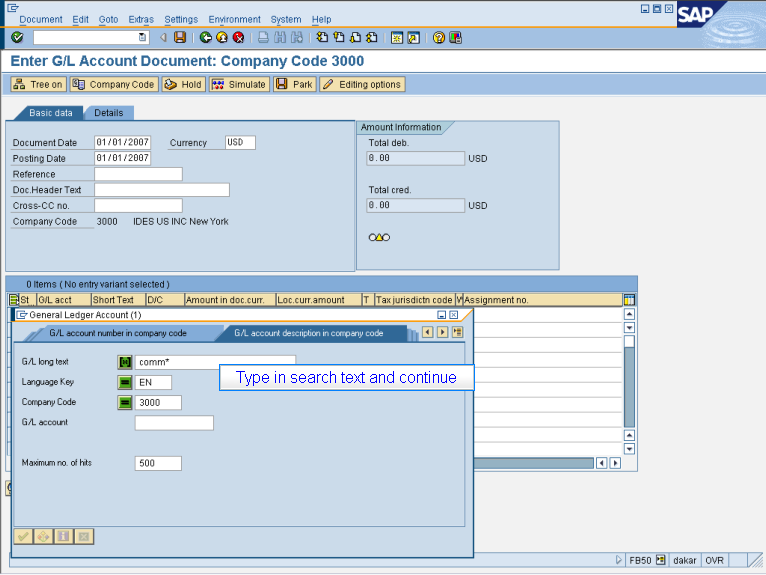 Document Edit Goto Extras Settings Environment System Help
SAP
Enter G/L Account Document: Company Code 3000
Tree on Company Code Hold Simulate Park Editing options
Basic data Details
Amount Information
Document Date 01/01/2007 Currency USD
Total deb.
Posting Date 01/01/2007
0.00 USD
Reference
Doc.Header Text
Total cred.
Cross-CC no.
0.00 USD
Company Code 3000 IDES US INC New York
0 Items ( No entry variant selected )
St G/L acct Short Text D/C Amount in doc.curr. Loc.curr.amount T Tax jurisdictn code V Assignment no.
General Ledger Account (1)
G/L account number in company code G/L account description in company code
G/L long text comm*
Type in search text and continue
Language Key EN
Company Code 3000
G/L account
Maximum no. of hits 500
FB50 dakar OVR